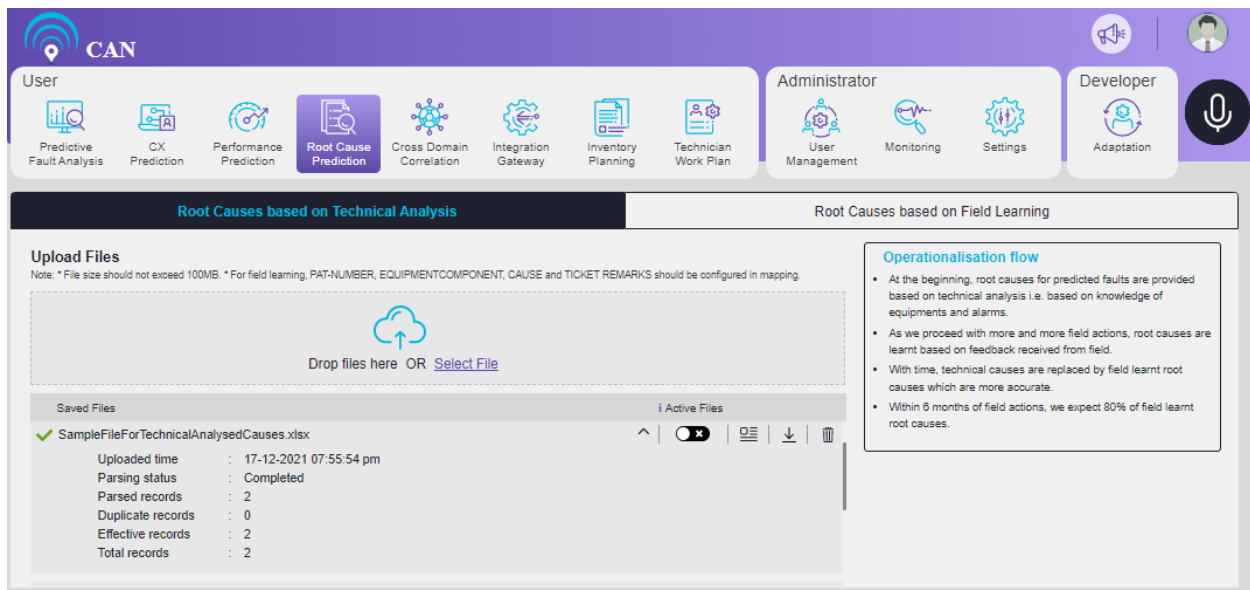 CAN
User
Administrator
Developer
Predictive
Fault Analysis
CX
Prediction
Performance
Prediction
Root Cause
Prediction
Cross Domain
Correlation
Integration
Gateway
Inventory
Planning
Technician
Work Plan
User
Management
Monitoring
Settings
Adaptation
Root Causes based on Technical Analysis
Root Causes based on Field Learning
Upload Files
Note: * File size should not exceed 100MB. * For field learning, PAT-NUMBER, EQUIPMENTCOMPONENT, CAUSE and TICKET REMARKS should be configured in mapping.
Drop files here OR Select File
Saved Files
i Active Files
SampleFileForTechnicalAnalysedCauses.xlsx
Uploaded time : 17-12-2021 07:55:54 pm
Parsing status : Completed
Parsed records : 2
Duplicate records : 0
Effective records : 2
Total records : 2
Operationalisation flow
• At the beginning, root causes for predicted faults are provided
based on technical analysis i.e. based on knowledge of
equipments and alarms.
• As we proceed with more and more field actions, root causes are
learnt based on feedback received from field.
• With time, technical causes are replaced by field learnt root
causes which are more accurate.
• Within 6 months of field actions, we expect 80% of field learnt
root causes.